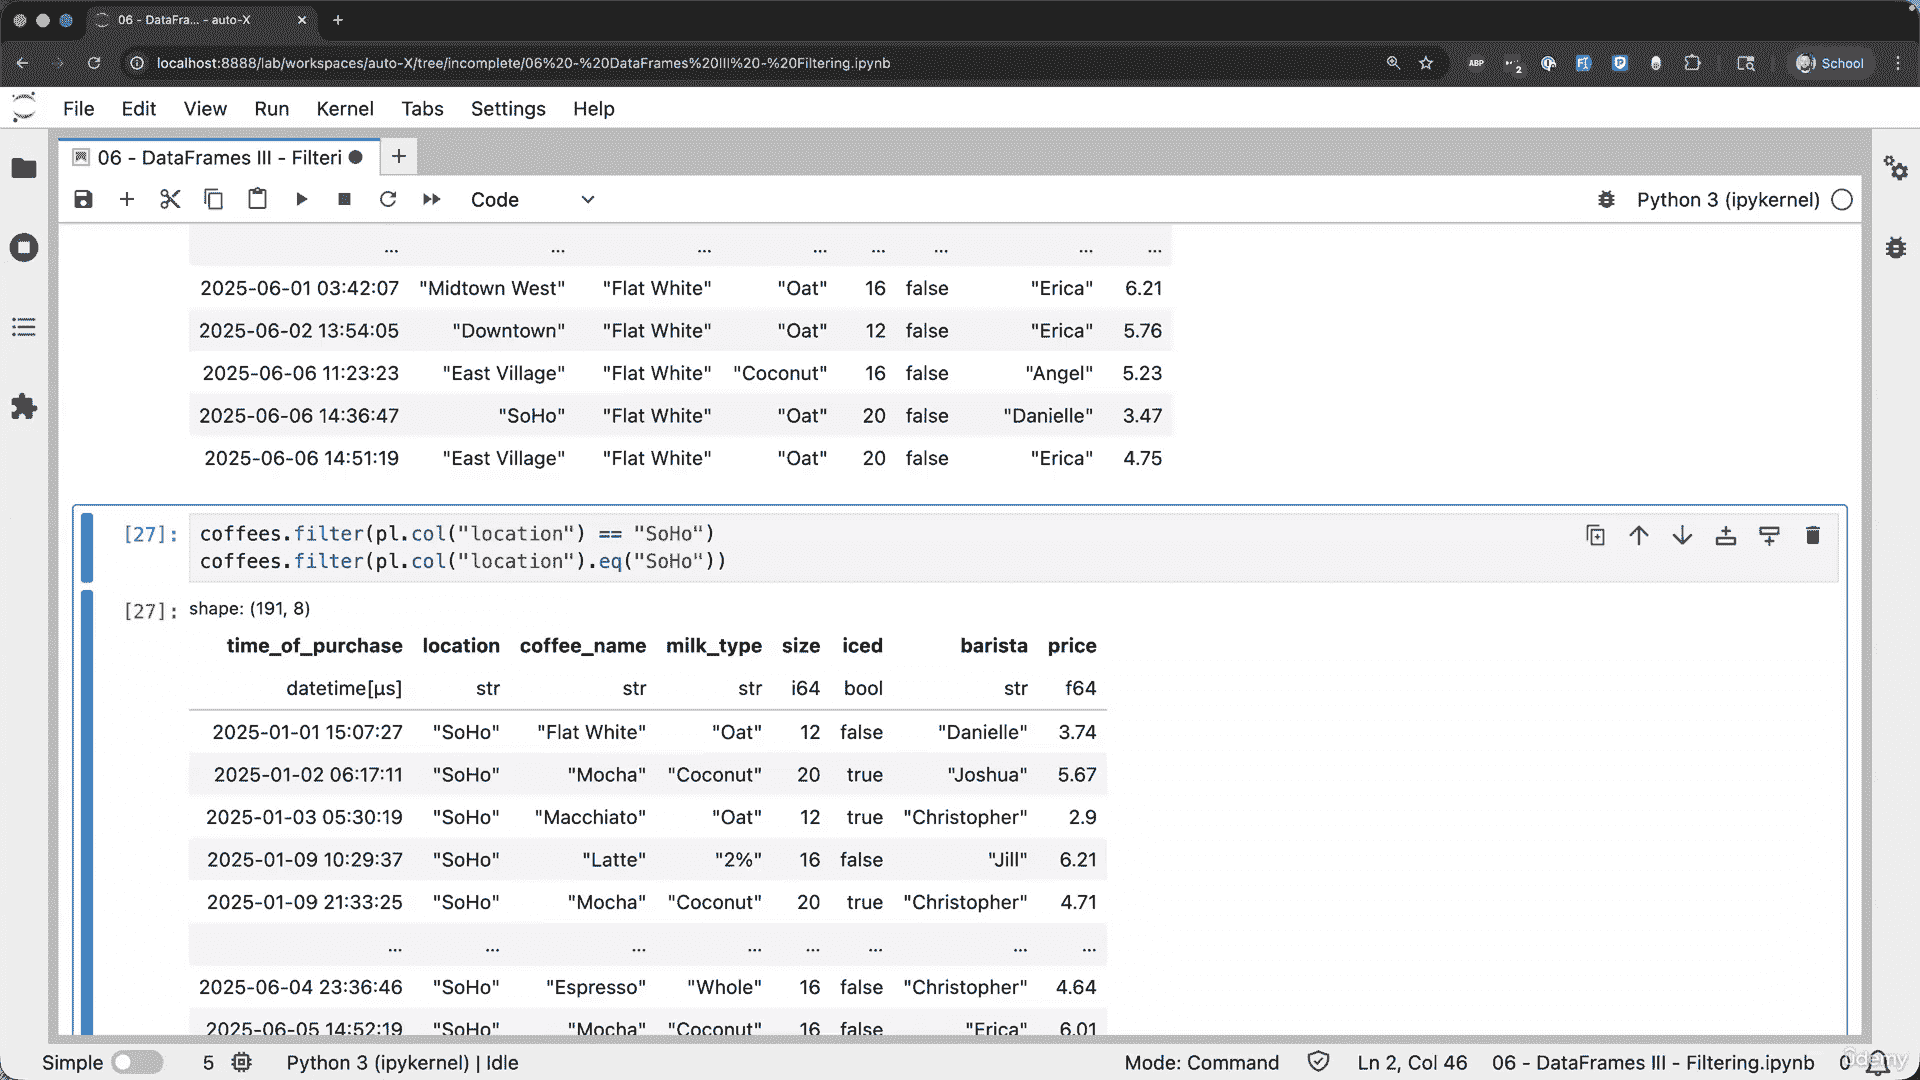 06 - DataFra... - auto-X
localhost:8888/lab/workspaces/auto-X/tree/incomplete/06%20-%20DataFrames%20III%20-%20Filtering.ipynb
ABP
2
School
File Edit View Run Kernel Tabs Settings Help
06 - DataFrames III - Filteri
Code
Python 3 (ipykernel)
... ... ... ... ... ... ... ...
2025-06-01 03:42:07 "Midtown West" "Flat White" "Oat" 16 false "Erica" 6.21
2025-06-02 13:54:05 "Downtown" "Flat White" "Oat" 12 false "Erica" 5.76
2025-06-06 11:23:23 "East Village" "Flat White" "Coconut" 16 false "Angel" 5.23
2025-06-06 14:36:47 "SoHo" "Flat White" "Oat" 20 false "Danielle" 3.47
2025-06-06 14:51:19 "East Village" "Flat White" "Oat" 20 false "Erica" 4.75
[27]: coffees.filter(pl.col("location") == "SoHo")
coffees.filter(pl.col("location").eq("SoHo"))
[27]: shape: (191, 8)
time_of_purchase location coffee_name milk_type size iced barista price
datetime[μs] str str str i64 bool str f64
2025-01-01 15:07:27 "SoHo" "Flat White" "Oat" 12 false "Danielle" 3.74
2025-01-02 06:17:11 "SoHo" "Mocha" "Coconut" 20 true "Joshua" 5.67
2025-01-03 05:30:19 "SoHo" "Macchiato" "Oat" 12 true "Christopher" 2.9
2025-01-09 10:29:37 "SoHo" "Latte" "2%" 16 false "Jill" 6.21
2025-01-09 21:33:25 "SoHo" "Mocha" "Coconut" 20 true "Christopher" 4.71
... ... ... ... ... ... ... ...
2025-06-04 23:36:46 "SoHo" "Espresso" "Whole" 16 false "Christopher" 4.64
2025-06-05 14:52:19 "SoHo" "Mocha" "Coconut" 16 false "Erica" 6.01
Simple 5 Python 3 (ipykernel) | Idle Mode: Command Ln 2, Col 46 06 - DataFrames III - Filtering.ipynb 0
udemy